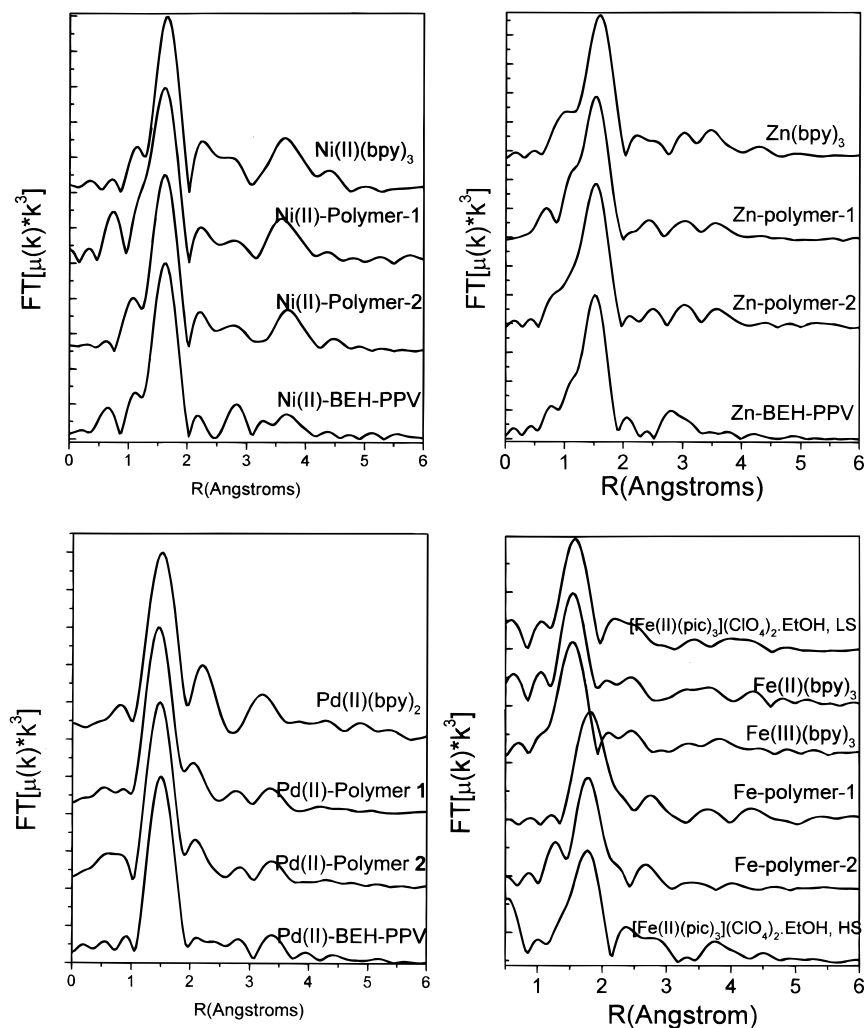 FT[μ(k)*k³]
Ni(II)(bpy)₃
Ni(II)-Polymer-1
Ni(II)-Polymer-2
Ni(II)-BEH-PPV
0 1 2 3 4 5 6
R(Angstroms)
FT[μ(k)*k³]
Zn(bpy)₃
Zn-polymer-1
Zn-polymer-2
Zn-BEH-PPV
0 1 2 3 4 5 6
R(Angstroms)
FT[μ(k)*k³]
Pd(II)(bpy)₂
Pd(II)-Polymer 1
Pd(II)-Polymer 2
Pd(II)-BEH-PPV
0 1 2 3 4 5 6
R(Angstroms)
FT[μ(k)*k³]
[Fe(II)(pic)₃](ClO₄)₂.EtOH, LS
Fe(II)(bpy)₃
Fe(III)(bpy)₃
Fe-polymer-1
Fe-polymer-2
[Fe(II)(pic)₃](ClO₄)₂.EtOH, HS
1 2 3 4 5 6
R(Angstrom)